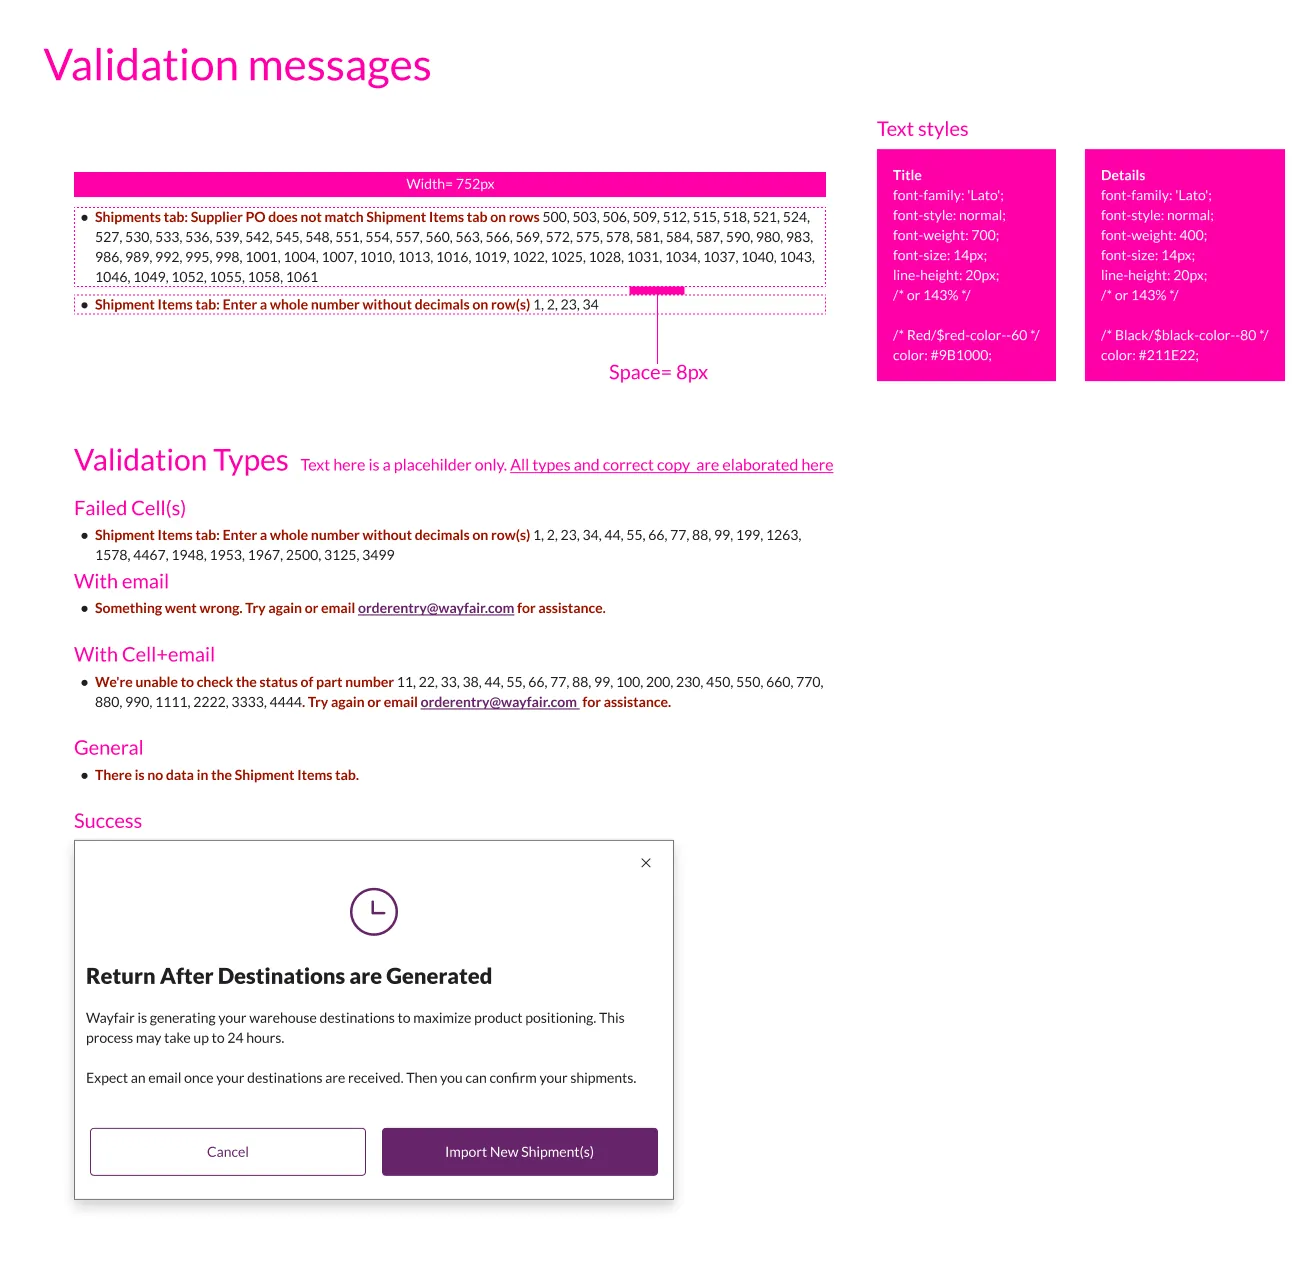 Validation messages
Width= 752px
● Shipments tab: Supplier PO does not match Shipment Items tab on rows 500, 503, 506, 509, 512, 515, 518, 521, 524,
527, 530, 533, 536, 539, 542, 545, 548, 551, 554, 557, 560, 563, 566, 569, 572, 575, 578, 581, 584, 587, 590, 980, 983,
986, 989, 992, 995, 998, 1001, 1004, 1007, 1010, 1013, 1016, 1019, 1022, 1025, 1028, 1031, 1034, 1037, 1040, 1043,
1046, 1049, 1052, 1055, 1058, 1061
● Shipment Items tab: Enter a whole number without decimals on row(s) 1, 2, 23, 34
Space= 8px
Text styles
Title
font-family: 'Lato';
font-style: normal;
font-weight: 700;
font-size: 14px;
line-height: 20px;
/* or 143% */
/* Red/$red-color--60 */
color: #9B1000;
Details
font-family: 'Lato';
font-style: normal;
font-weight: 400;
font-size: 14px;
line-height: 20px;
/* or 143% */
/* Black/$black-color--80 */
color: #211E22;
Validation Types Text here is a placehilder only. All types and correct copy  are elaborated here
Failed Cell(s)
● Shipment Items tab: Enter a whole number without decimals on row(s) 1, 2, 23, 34, 44, 55, 66, 77, 88, 99, 199, 1263,
1578, 4467, 1948, 1953, 1967, 2500, 3125, 3499
With email
● Something went wrong. Try again or email orderentry@wayfair.com for assistance.
With Cell+email
● We're unable to check the status of part number 11, 22, 33, 38, 44, 55, 66, 77, 88, 99, 100, 200, 230, 450, 550, 660, 770,
880, 990, 1111, 2222, 3333, 4444. Try again or email orderentry@wayfair.com  for assistance.
General
● There is no data in the Shipment Items tab.
Success
Return After Destinations are Generated
Wayfair is generating your warehouse destinations to maximize product positioning. This
process may take up to 24 hours.
Expect an email once your destinations are received. Then you can confirm your shipments.
Cancel
Import New Shipment(s)